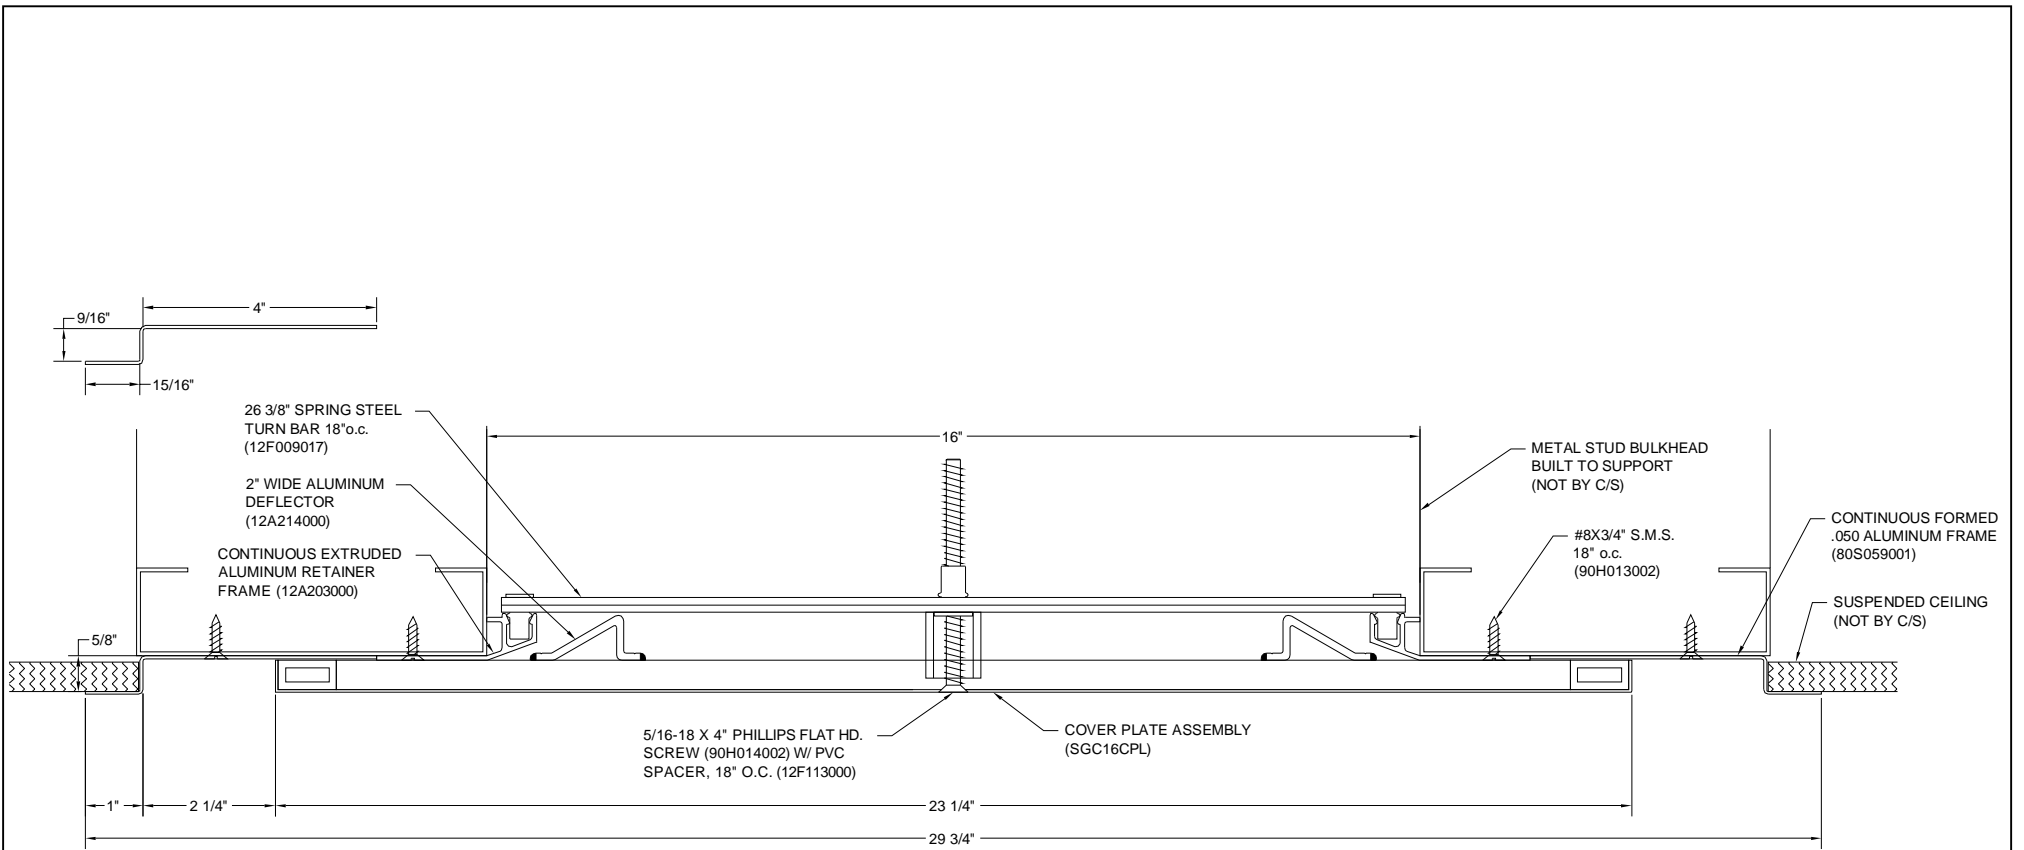 4"
9/16"
15/16"
26 3/8" SPRING STEEL
TURN BAR 18"o.c.
(12F009017)
16"
METAL STUD BULKHEAD
BUILT TO SUPPORT
(NOT BY C/S)
2" WIDE ALUMINUM
DEFLECTOR
(12A214000)
CONTINUOUS FORMED
.050 ALUMINUM FRAME
(80S059001)
#8X3/4" S.M.S.
18" o.c.
(90H013002)
CONTINUOUS EXTRUDED
ALUMINUM RETAINER
FRAME (12A203000)
SUSPENDED CEILING
(NOT BY C/S)
5/8"
5/16-18 X 4" PHILLIPS FLAT HD.
SCREW (90H014002) W/ PVC
SPACER, 18" O.C. (12F113000)
COVER PLATE ASSEMBLY
(SGC16CPL)
1"
2 1/4"
23 1/4"
29 3/4"